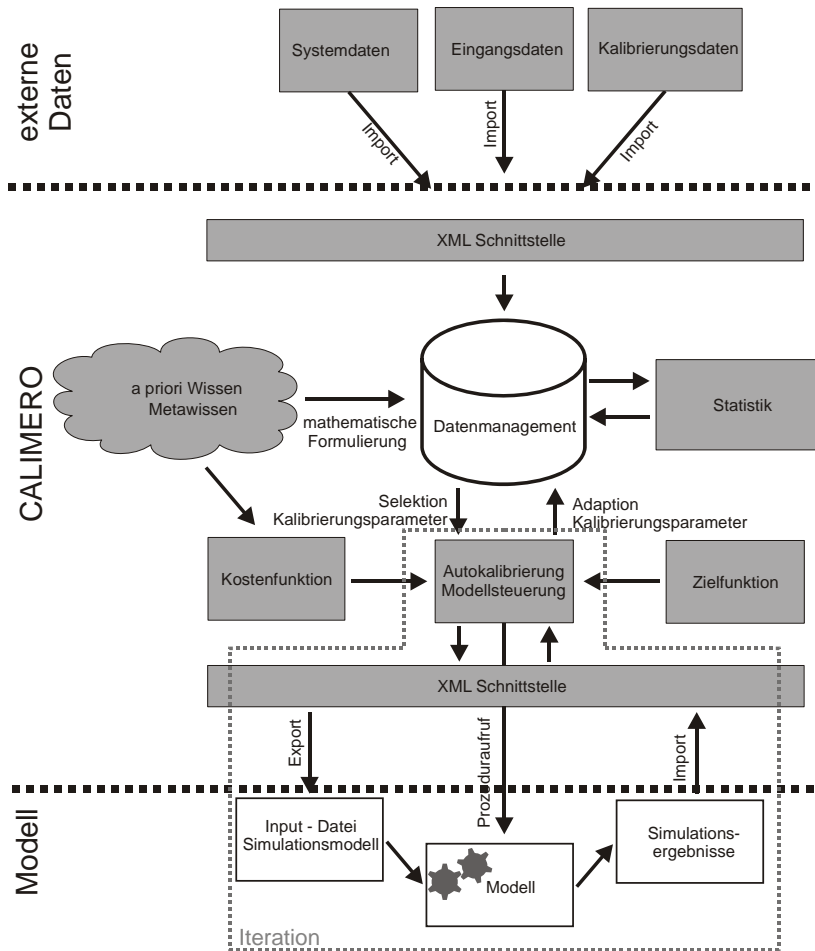 externe
Daten
Systemdaten
Eingangsdaten
Kalibrierungsdaten
Import
Import
Import
CALIMERO
XML Schnittstelle
a priori Wissen
Metawissen
mathematische
Formulierung
Datenmanagement
Statistik
Selektion
Kalibrierungsparameter
Adaption
Kalibrierungsparameter
Kostenfunktion
Autokalibrierung
Modellsteuerung
Zielfunktion
XML Schnittstelle
Export
Prozeduraufruf
Import
Modell
Input - Datei
Simulationsmodell
Modell
Simulations-
ergebnisse
Iteration